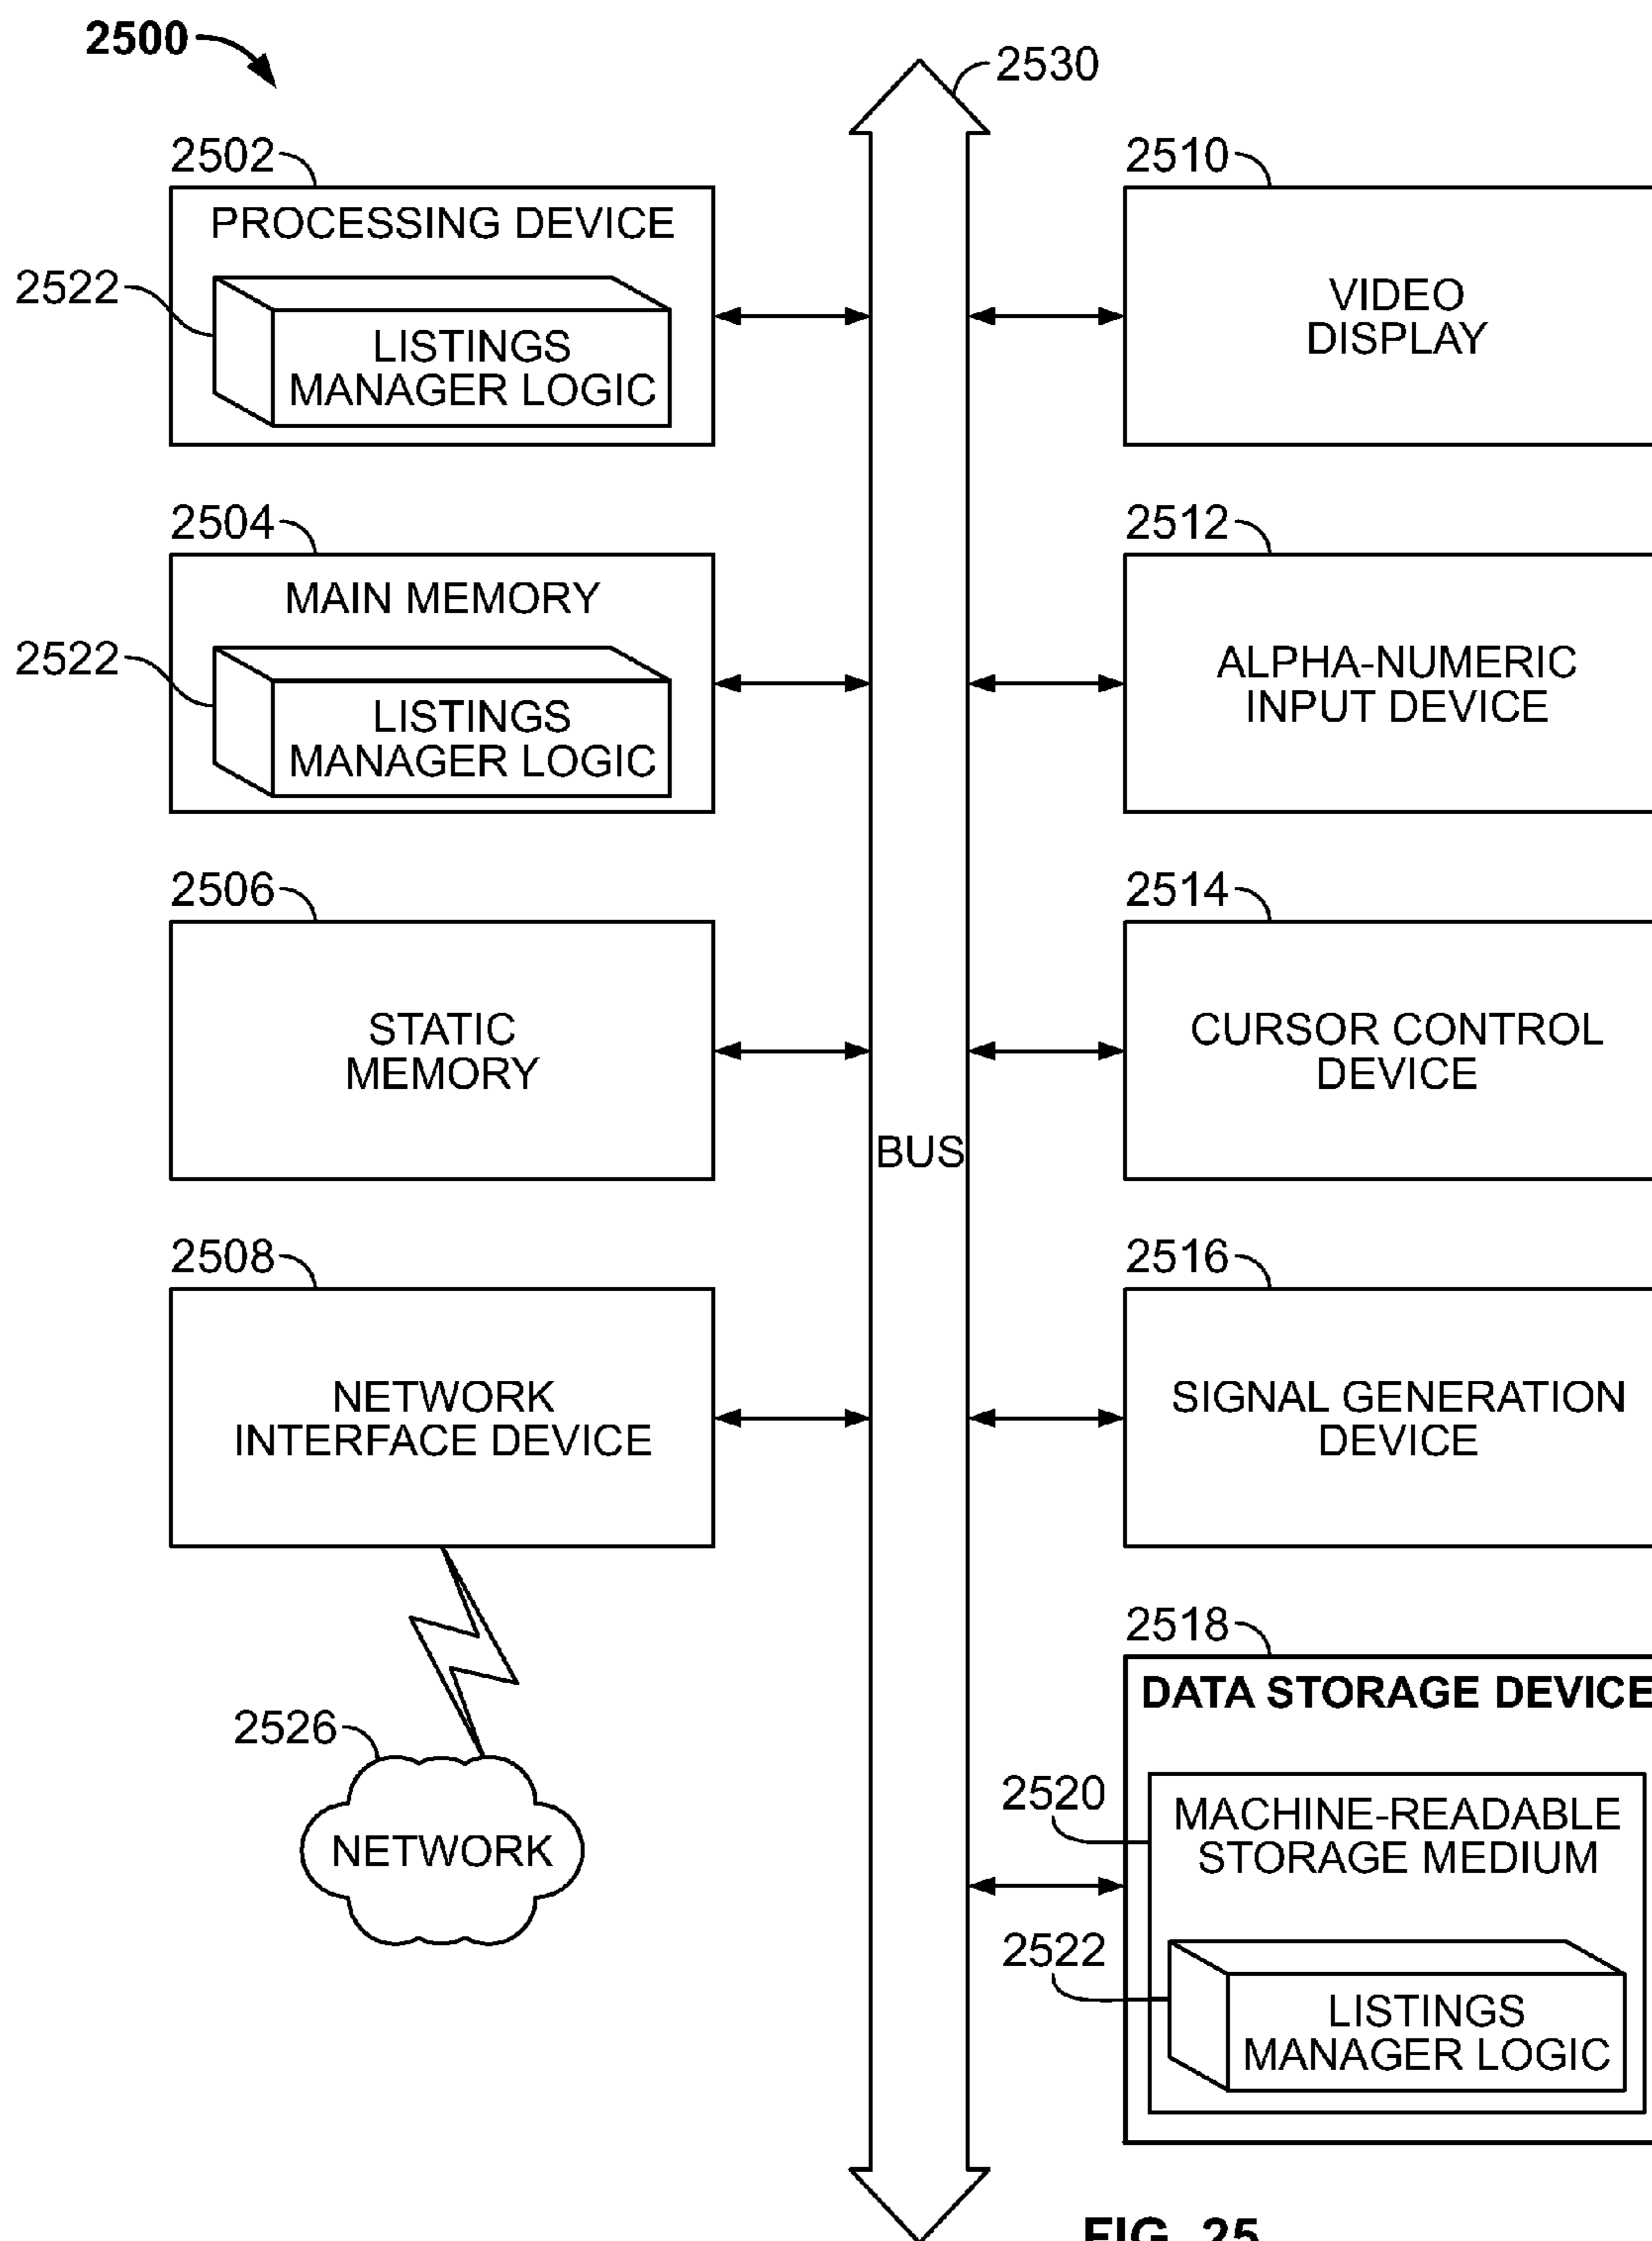 2500
2530
2502
PROCESSING DEVICE
2522
LISTINGS
MANAGER LOGIC
2504
MAIN MEMORY
2522
LISTINGS
MANAGER LOGIC
2506
STATIC
MEMORY
2508
NETWORK
INTERFACE DEVICE
2526
NETWORK
BUS
2510
VIDEO
DISPLAY
2512
ALPHA-NUMERIC
INPUT DEVICE
2514
CURSOR CONTROL
DEVICE
2516
SIGNAL GENERATION
DEVICE
2518
DATA STORAGE DEVICE
2520
MACHINE-READABLE
STORAGE MEDIUM
2522
LISTINGS
MANAGER LOGIC
FIG. 25